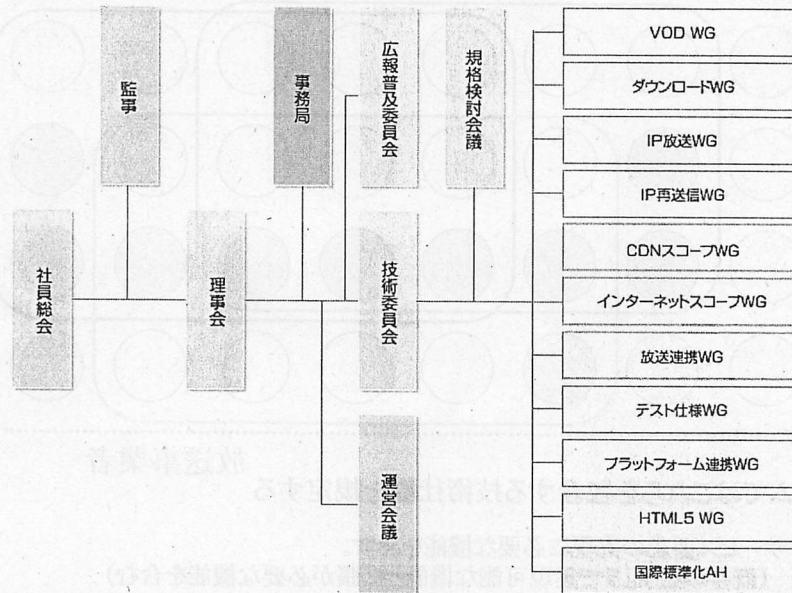 監事
事務局
広報普及委員会
規格検討会議
社員総会
理事会
技術委員会
運営会議
VOD WG
ダウンロードWG
IP放送WG
IP再送信WG
CDNスコープWG
インターネットスコープWG
放送連携WG
テスト仕様WG
プラットフォーム連携WG
HTML5 WG
国際標準化AH